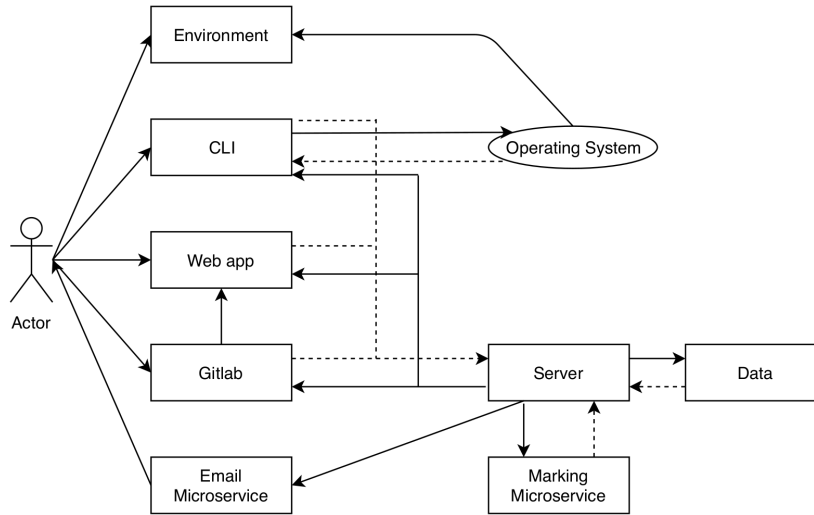 Environment
CLI
Operating System
Web app
Actor
Gitlab
Server
Data
Email
Microservice
Marking
Microservice